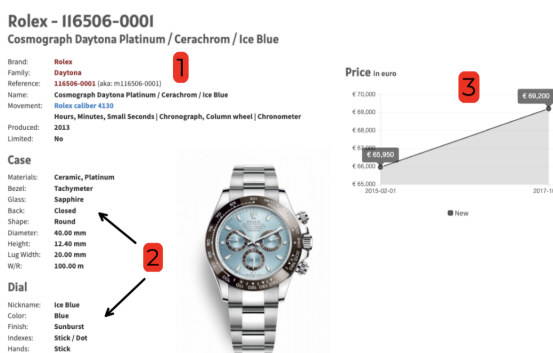 Rolex - 116506-0001
Cosmograph Daytona Platinum / Cerachrom / Ice Blue
Brand: Rolex
Family: Daytona
Reference: 116506-0001 (aka: m116506-0001)
Name: Cosmograph Daytona Platinum / Cerachrom / Ice Blue
Movement: Rolex caliber 4130
Hours, Minutes, Small Seconds | Chronograph, Column wheel | Chronometer
Produced: 2013
Limited: No
1
Case
Materials: Ceramic, Platinum
Bezel: Tachymeter
Glass: Sapphire
Back: Closed
Shape: Round
Diameter: 40.00 mm
Height: 12.40 mm
Lug Width: 20.00 mm
W/R: 100.00 m
2
Dial
Nickname: Ice Blue
Color: Blue
Finish: Sunburst
Indexes: Stick / Dot
Hands: Stick
Price in euro
3
€ 70,000
€ 69,000
€ 68,000
€ 67,000
€ 66,000
€ 65,000
€ 65,950
€ 69,200
2015-02-01
2017-10
New